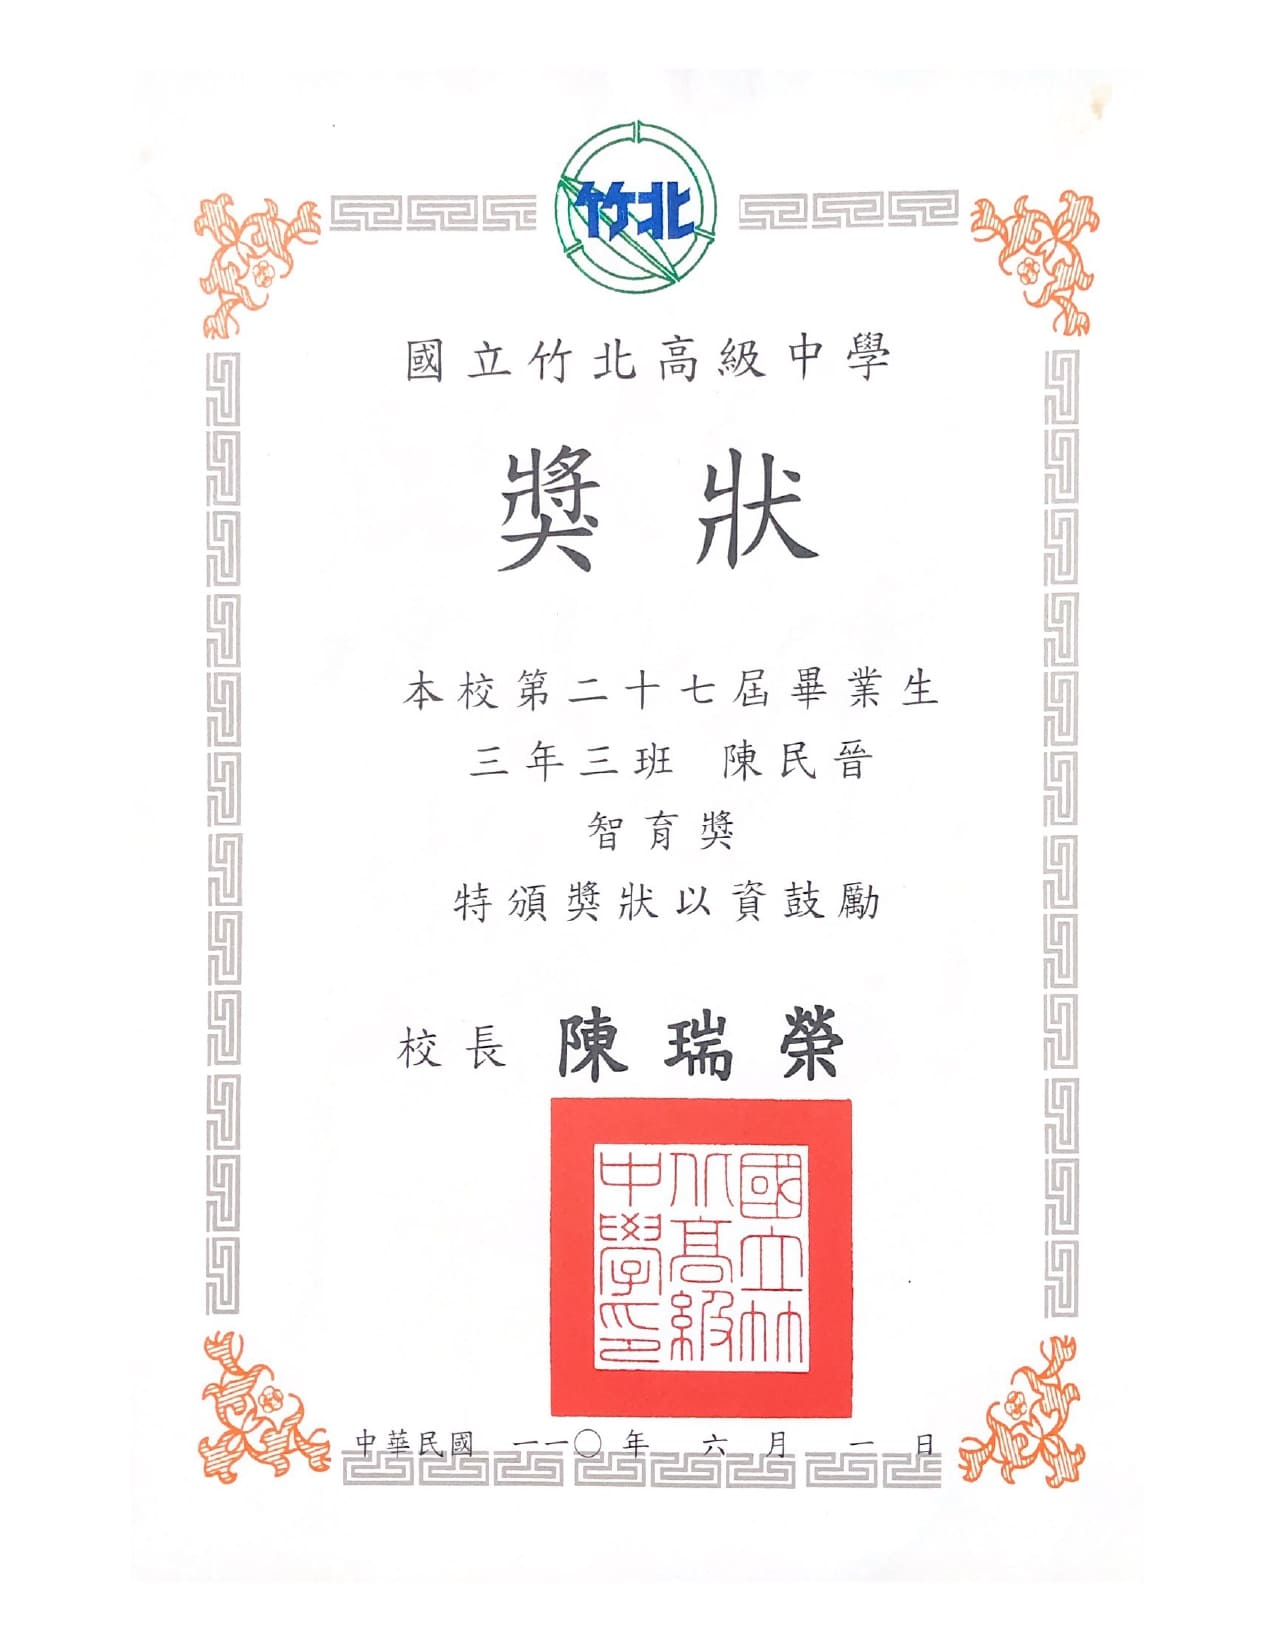 竹北
國立竹北高級中學
獎狀
本校第二十七屆畢業生
三年三班 陳民晉
智育獎
特頒獎狀以資鼓勵
校長 陳瑞榮
國立竹
北高級
中學印
中華民國 一一〇年 六月 一日